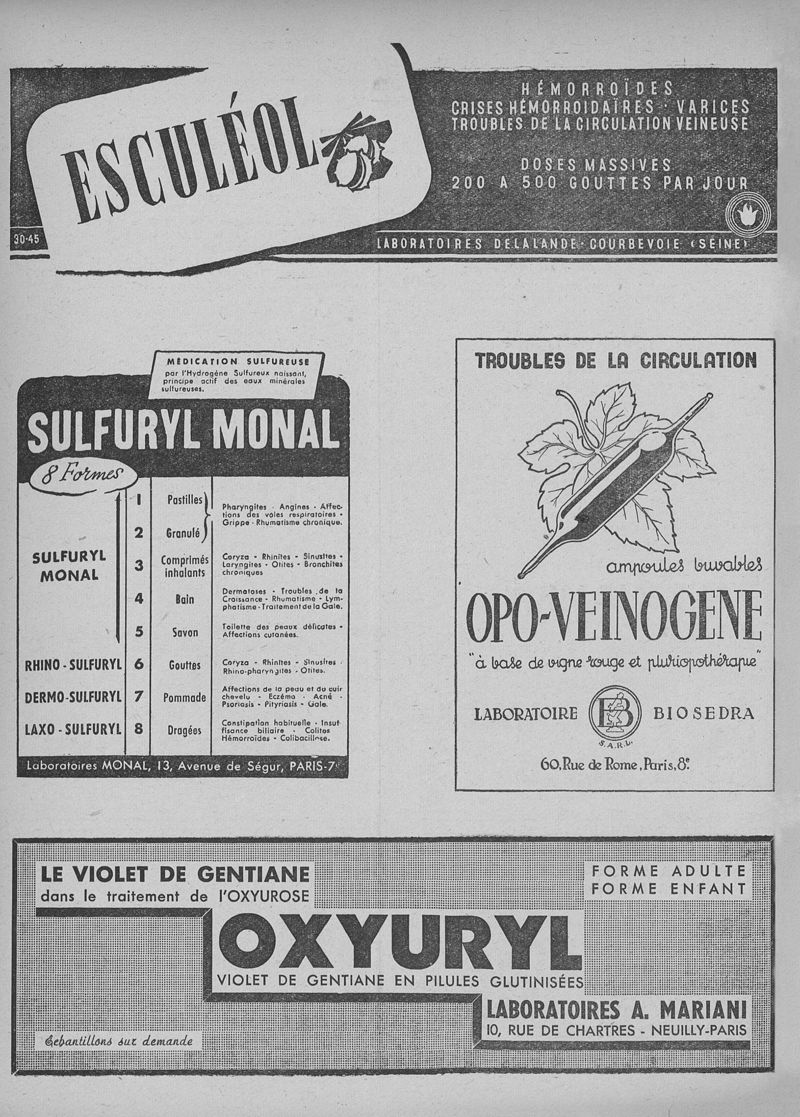 ESCULÉOL
HÉMORROÏDES
CRISES HÉMORROIDAIRES · VARICES
TROUBLES DE LA CIRCULATION VEINEUSE
DOSES MASSIVES
200 A 500 GOUTTES PAR JOUR
30-45
LABORATOIRES DELALANDE · COURBEVOIE (SEINE)
MÉDICATION SULFUREUSE
par l'Hydrogène Sulfureux naissant,
principe actif des eaux minérales
sulfureuses.
SULFURYL MONAL
8 Formes
SULFURYL
MONAL
1 Pastilles
2 Granulé
Pharyngites - Angines - Affec-
tions des voies respiratoires -
Grippe - Rhumatisme chronique.
3 Comprimés
inhalants
Coryza - Rhinites - Sinusites -
Laryngites - Otites - Bronchites
chroniques
4 Bain
Dermatoses - Troubles de la
Croissance - Rhumatisme - Lym-
phatisme - Traitement de la Gale.
5 Savon
Toilette des peaux délicates -
Affections cutanées.
RHINO - SULFURYL 6 Gouttes
Coryza - Rhinites - Sinusites -
Rhino-pharyngites - Otites.
DERMO-SULFURYL 7 Pommade
Affections de la peau et du cuir
chevelu - Eczéma - Acné -
Psoriasis - Pityriasis - Gale.
LAXO - SULFURYL 8 Dragées
Constipation habituelle - Insuf-
fisance biliaire - Colites
Hémorroïdes - Colibacillose.
Laboratoires MONAL, 13, Avenue de Ségur, PARIS-7e
TROUBLES DE LA CIRCULATION
ampoules buvables
OPO-VEINOGENE
"à base de vigne rouge et pluriopothérapie"
LABORATOIRE B BIOSEDRA
S.A.R.L.
60, Rue de Rome, Paris, 8e
LE VIOLET DE GENTIANE
dans le traitement de l'OXYUROSE
FORME ADULTE
FORME ENFANT
OXYURYL
VIOLET DE GENTIANE EN PILULES GLUTINISÉES
LABORATOIRES A. MARIANI
10, RUE DE CHARTRES - NEUILLY-PARIS
Echantillons sur demande